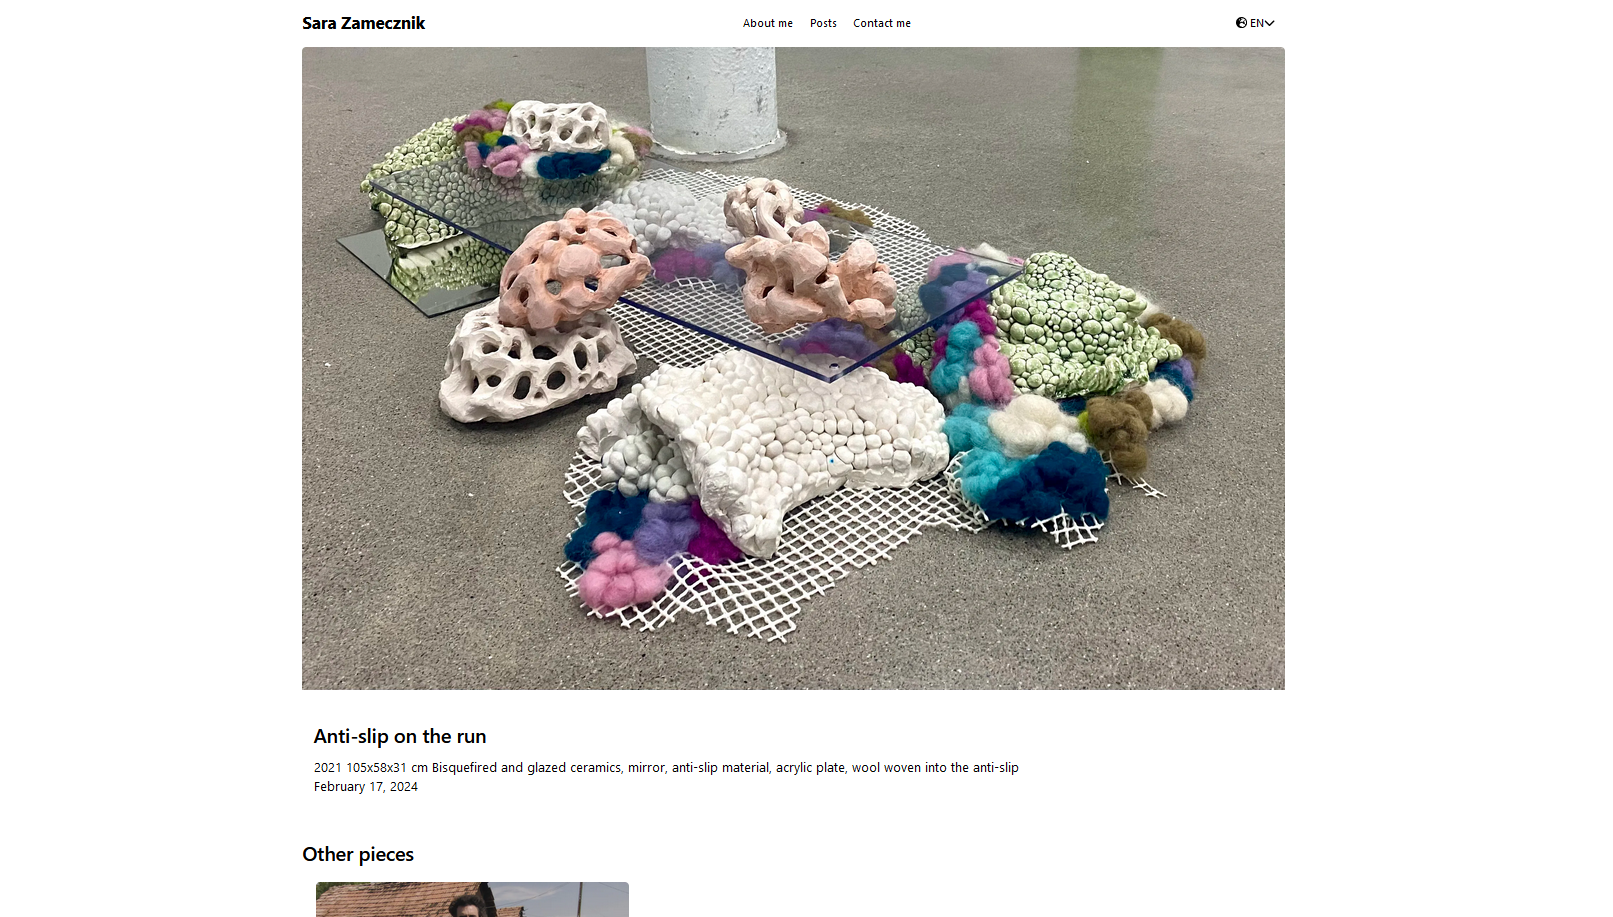 Sara Zamecznik
About me
Posts
Contact me
EN
Anti-slip on the run
2021 105x58x31 cm Bisquefired and glazed ceramics, mirror, anti-slip material, acrylic plate, wool woven into the anti-slip
February 17, 2024
Other pieces